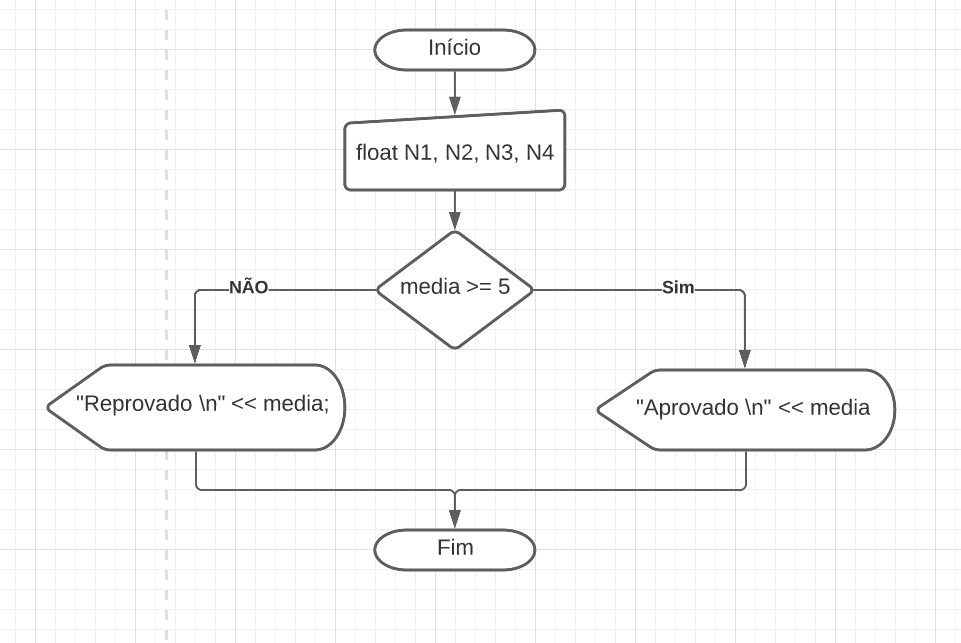 Início
float N1, N2, N3, N4
media >= 5
NÃO
Sim
"Reprovado \n" << media;
"Aprovado \n" << media
Fim